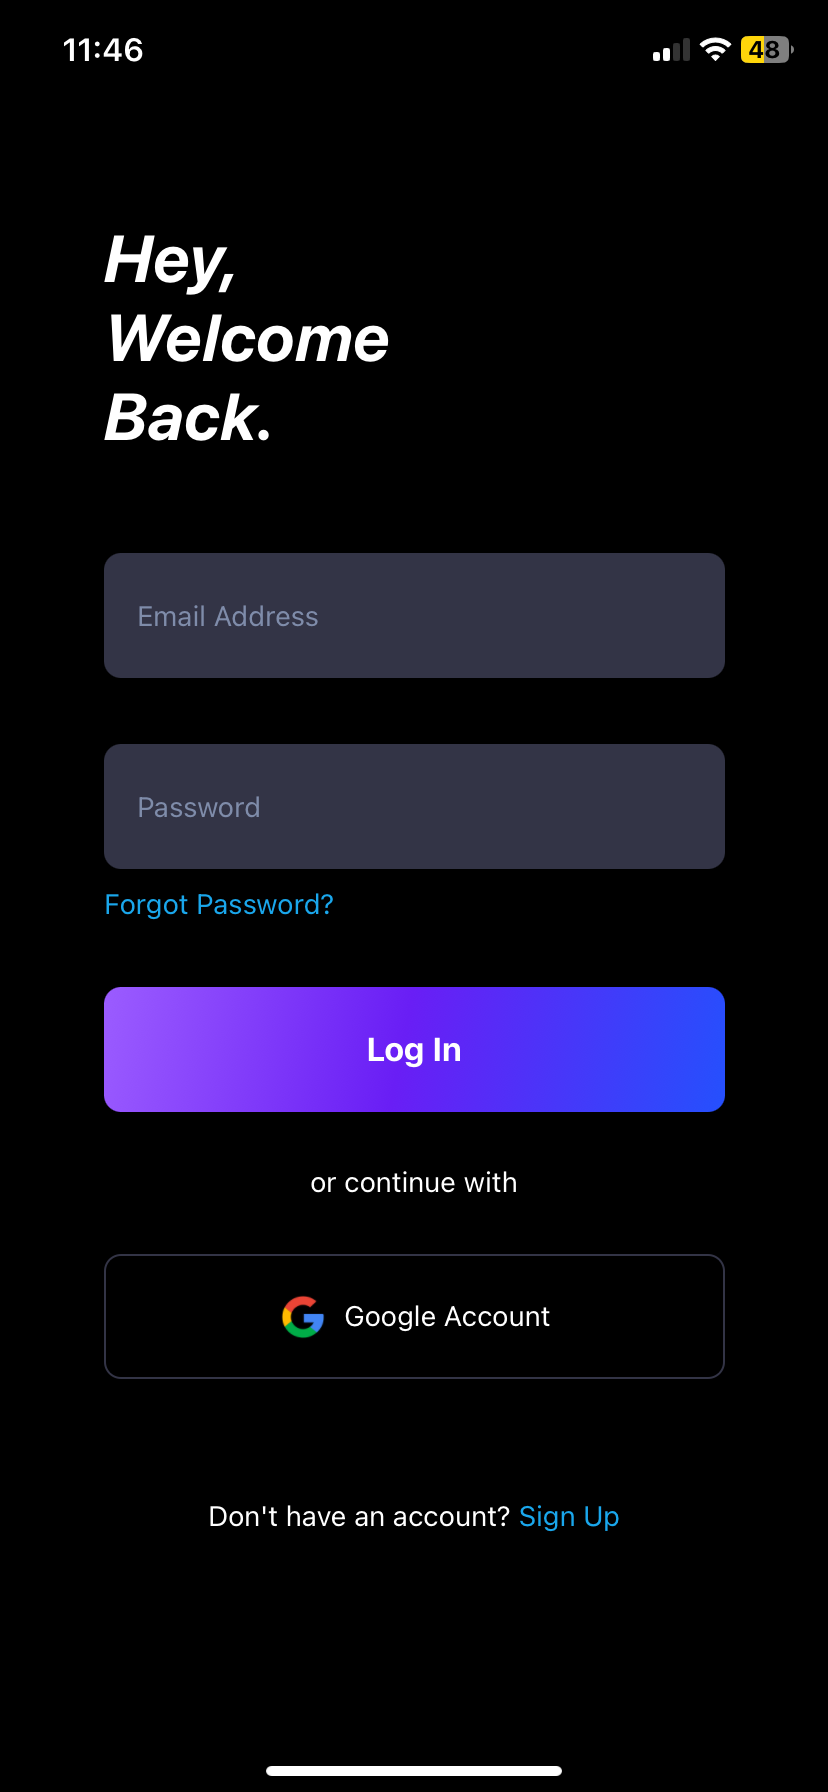 11:46
48
Hey,
Welcome
Back.
Email Address
Password
Forgot Password?
Log In
or continue with
Google Account
Don't have an account? Sign Up